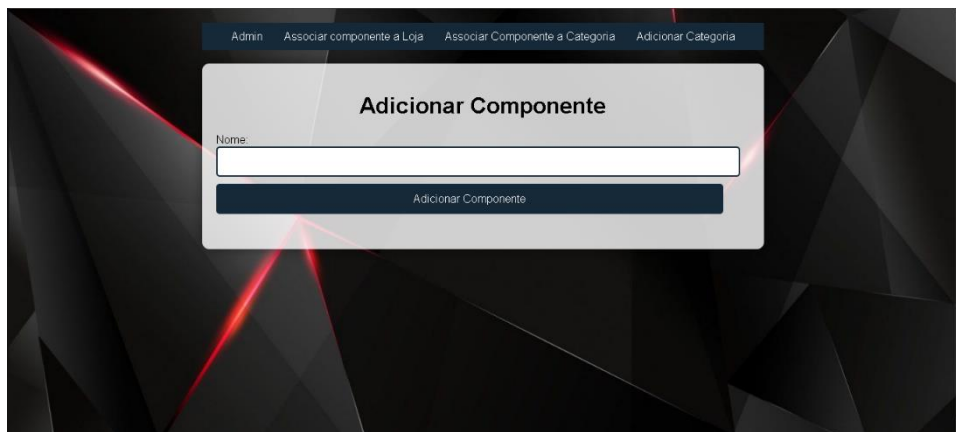 Admin Associar componente a Loja Associar Componente a Categoria Adicionar Categoria
Adicionar Componente
Nome:
Adicionar Componente